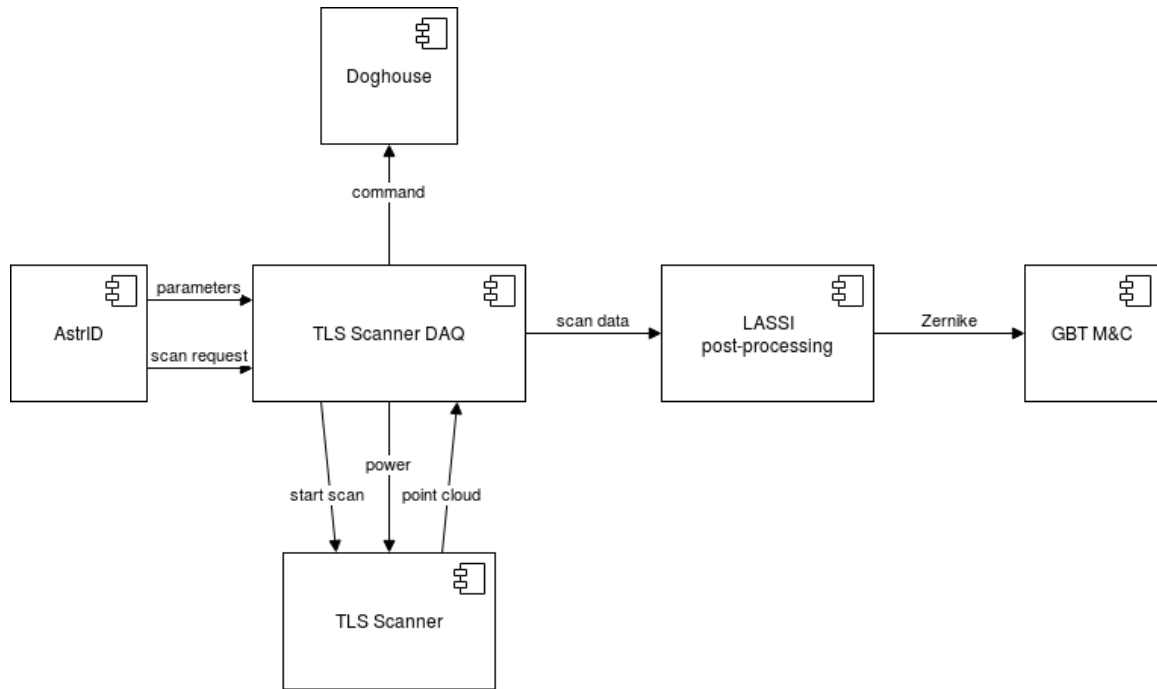 Doghouse
command
AstrID
parameters
scan request
TLS Scanner DAQ
scan data
LASSI
post-processing
Zernike
GBT M&C
start scan
power
point cloud
TLS Scanner